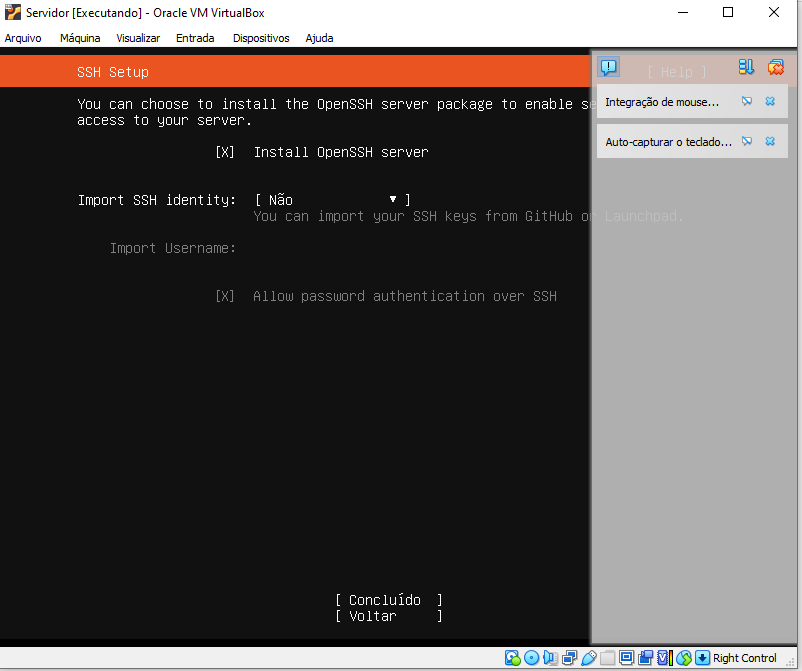 Servidor [Executando] - Oracle VM VirtualBox
Arquivo Máquina Visualizar Entrada Dispositivos Ajuda
SSH Setup [ Help ]
You can choose to install the OpenSSH server package to enable se
access to your server.
[X] Install OpenSSH server
Import SSH identity: [ Não ▼ ]
You can import your SSH keys from GitHub or Launchpad.
Import Username:
[X] Allow password authentication over SSH
[ Concluído ]
[ Voltar ]
Integração de mouse...
Auto-capturar o teclado...
Right Control